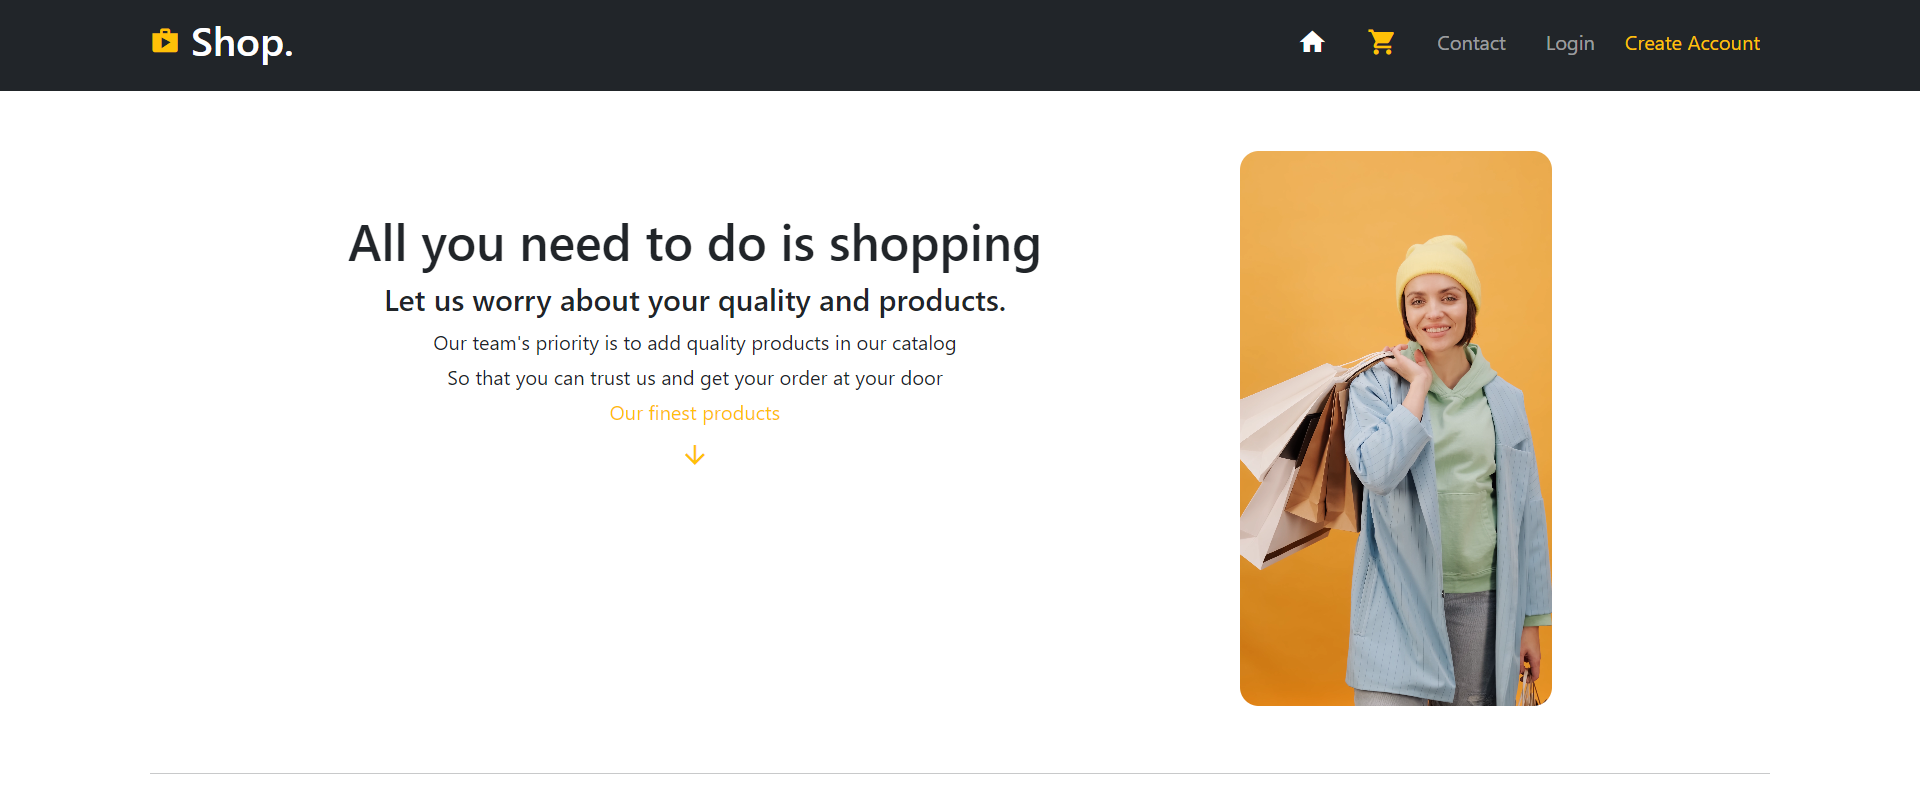 Shop.
Contact
Login
Create Account
All you need to do is shopping
Let us worry about your quality and products.
Our team's priority is to add quality products in our catalog
So that you can trust us and get your order at your door
Our finest products